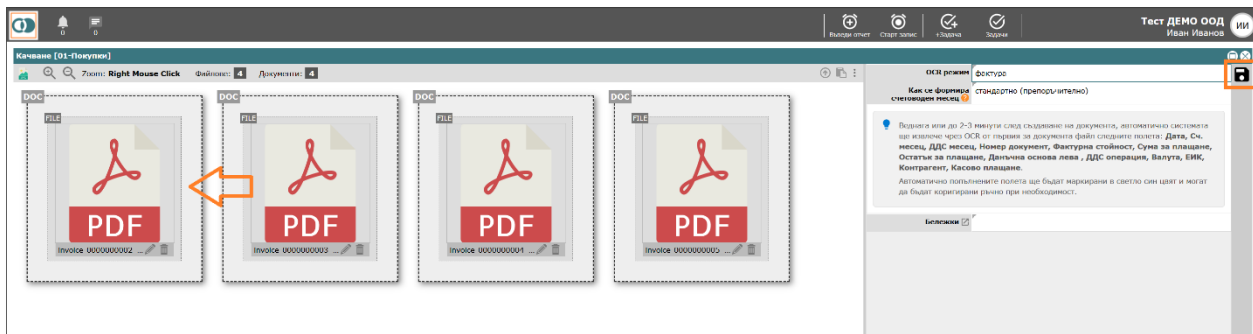 0
0
Въведи отчет
Старт запис
+Задача
Задачи
Тест ДЕМО ООД
Иван Иванов
ИИ
Качване [01-Покупки]
Zoom: Right Mouse Click
Файлове: 4
Документи: 4
DOC
FILE
PDF
Invoice 0000000002 ...
DOC
FILE
PDF
Invoice 0000000003 ...
DOC
FILE
PDF
Invoice 0000000004 ...
DOC
FILE
PDF
Invoice 0000000005 ...
OCR режим
фактура
Как се формира
счетоводен месец ?
стандартно (препоръчително)
Веднага или до 2-3 минути след създаване на документа, автоматично системата
ще извлече чрез OCR от първия за документа файл следните полета: Дата, Сч.
месец, ДДС месец, Номер документ, Фактурна стойност, Сума за плащане,
Остатък за плащане, Данъчна основа лева , ДДС операция, Валута, ЕИК,
Контрагент, Касово плащане.
Автоматично попълнените полета ще бъдат маркирани в светло син цвят и могат
да бъдат коригирани ръчно при необходимост.
Бележки